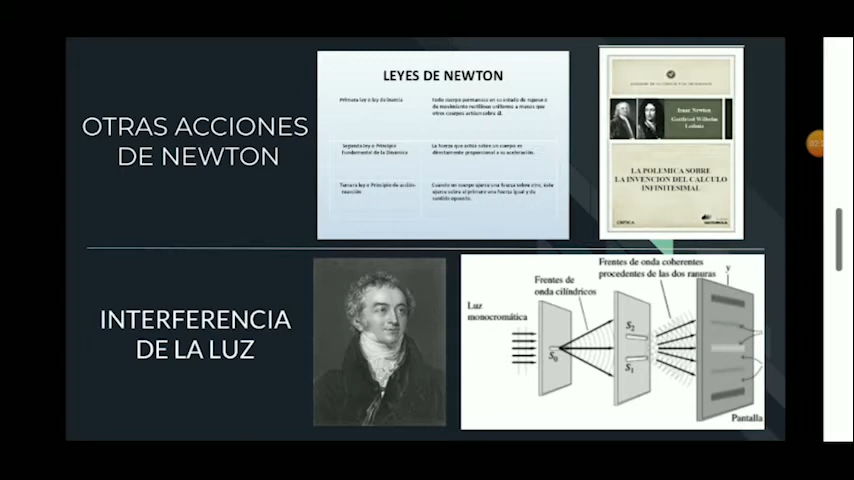 OTRAS ACCIONES
DE NEWTON
LEYES DE NEWTON
Primera ley o ley de inercia
Todo cuerpo permanece en su estado de reposo o
de movimiento rectilíneo uniforme a menos que
otros cuerpos actúen sobre él.
Segunda ley o Principio
Fundamental de la Dinámica
La fuerza que actúa sobre un cuerpo es
directamente proporcional a su aceleración.
Tercera ley o Principio de acción
reacción
Cuando un cuerpo ejerce una fuerza sobre otro, éste
ejerce sobre el primero una fuerza igual y de
sentido opuesto.
Isaac Newton
Gottfried Wilhelm
Leibniz
LA POLEMICA SOBRE
LA INVENCION DEL CALCULO
INFINITESIMAL
CRÍTICA
INTERFERENCIA
DE LA LUZ
Luz
monocromática
Frentes de
onda cilíndricos
Frentes de onda coherentes
procedentes de las dos ranuras
y
S0
S2
S1
Pantalla